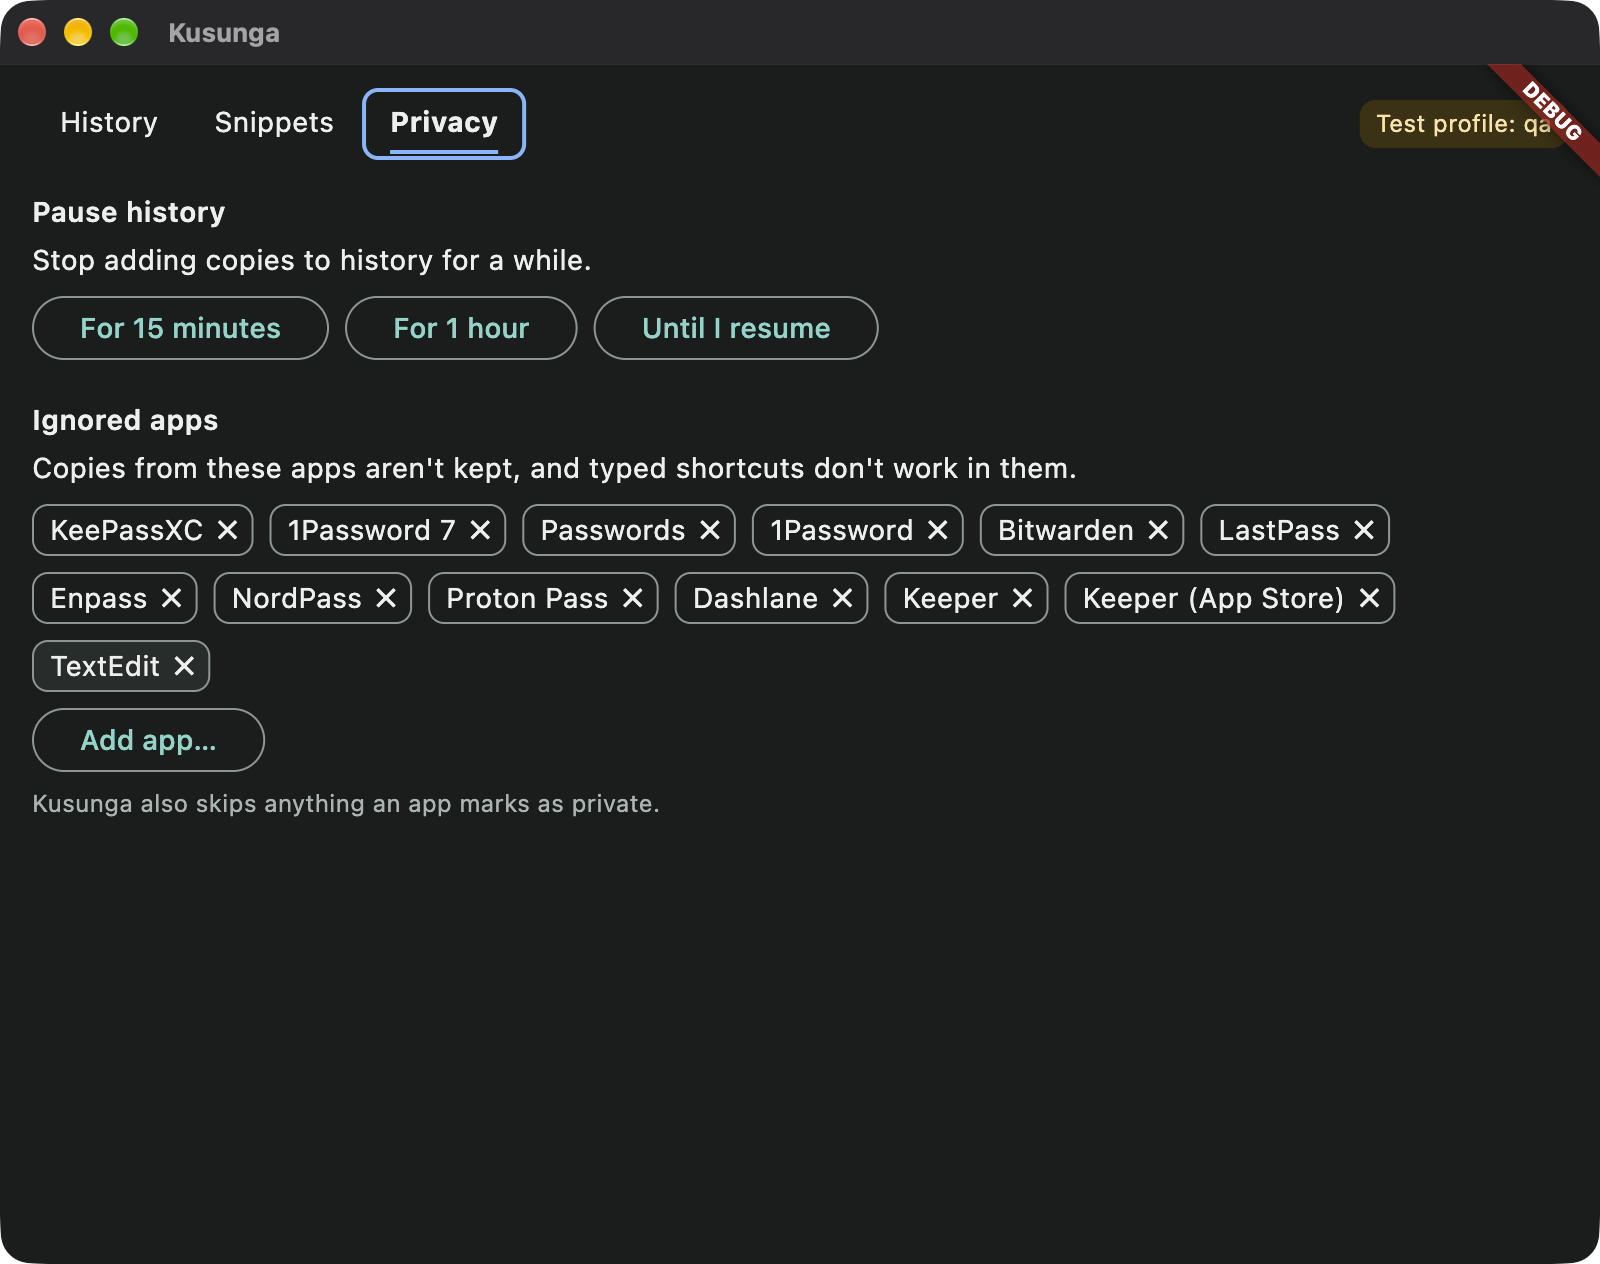 Kusunga
History Snippets Privacy
Test profile: qa
DEBUG
Pause history
Stop adding copies to history for a while.
For 15 minutes For 1 hour Until I resume
Ignored apps
Copies from these apps aren't kept, and typed shortcuts don't work in them.
KeePassXC ✕ 1Password 7 ✕ Passwords ✕ 1Password ✕ Bitwarden ✕ LastPass ✕
Enpass ✕ NordPass ✕ Proton Pass ✕ Dashlane ✕ Keeper ✕ Keeper (App Store) ✕
TextEdit ✕
Add app...
Kusunga also skips anything an app marks as private.